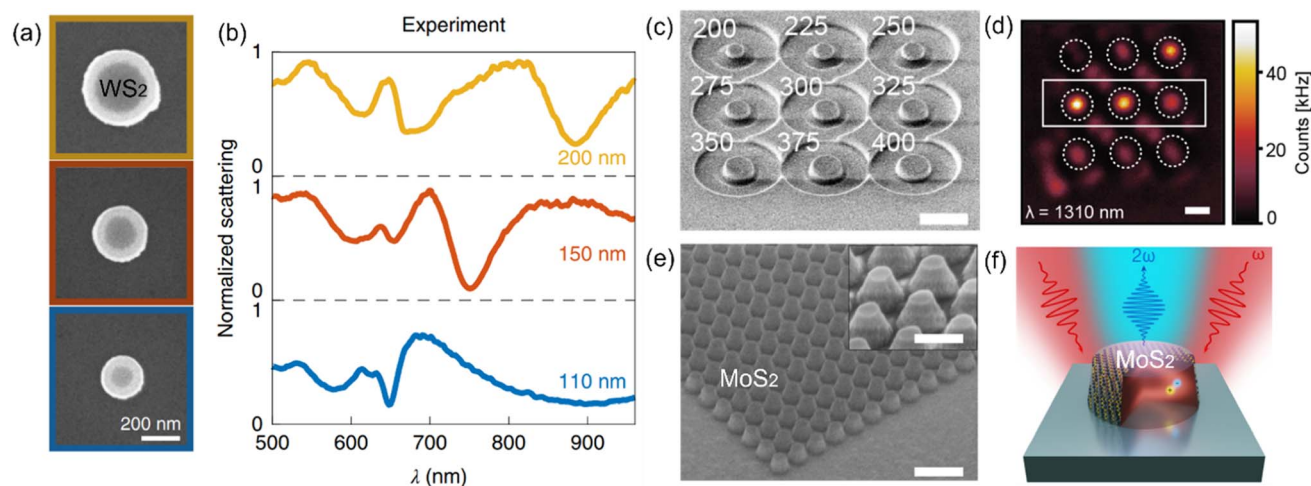 (a)
WS₂
200 nm
(b)
Experiment
Normalized scattering
1
0
200 nm
1
0
150 nm
1
0
110 nm
500 600 700 800 900
λ (nm)
(c)
200 225 250
275 300 325
350 375 400
(d)
λ = 1310 nm
40
20
0
Counts [kHz]
(e)
MoS₂
(f)
2ω
ω
MoS₂